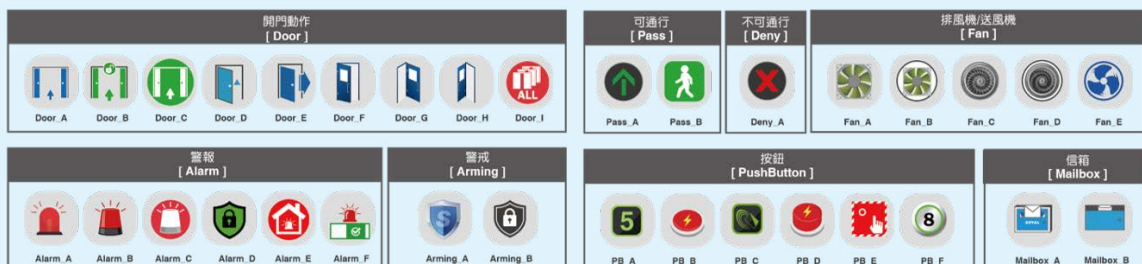 開門動作
[ Door ]
Door_A Door_B Door_C Door_D Door_E Door_F Door_G Door_H Door_I
ALL
可通行
[ Pass ]
Pass_A Pass_B
不可通行
[ Deny ]
Deny_A
排風機/送風機
[ Fan ]
Fan_A Fan_B Fan_C Fan_D Fan_E
警報
[ Alarm ]
Alarm_A Alarm_B Alarm_C Alarm_D Alarm_E Alarm_F
警戒
[ Arming ]
S
Arming_A Arming_B
按鈕
[ PushButton ]
5 8
PB_A PB_B PB_C PB_D PB_E PB_F
信箱
[ Mailbox ]
Mailbox_A Mailbox_B